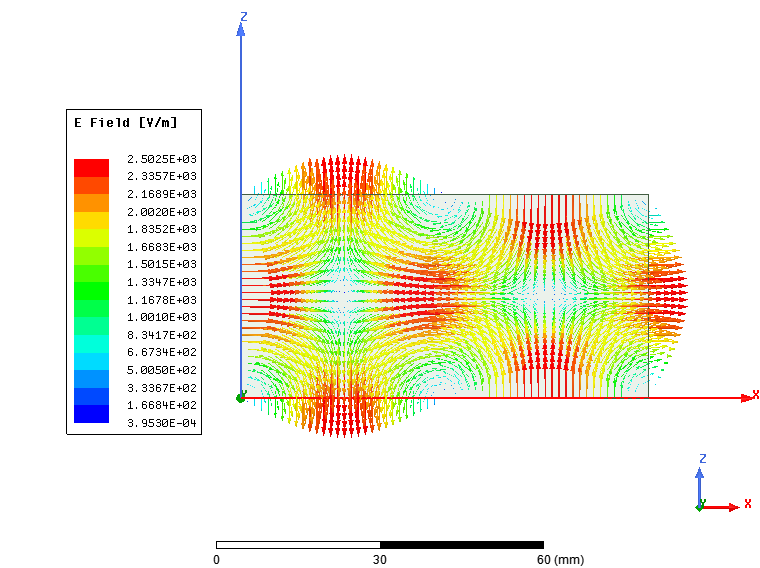 Z
E Field [V/m]
2.5025E+03
2.3357E+03
2.1689E+03
2.0020E+03
1.8352E+03
1.6683E+03
1.5015E+03
1.3347E+03
1.1678E+03
1.0010E+03
8.3417E+02
6.6734E+02
5.0050E+02
3.3367E+02
1.6684E+02
3.9530E-04
Y
X
Z
Y
X
0
30
60 (mm)